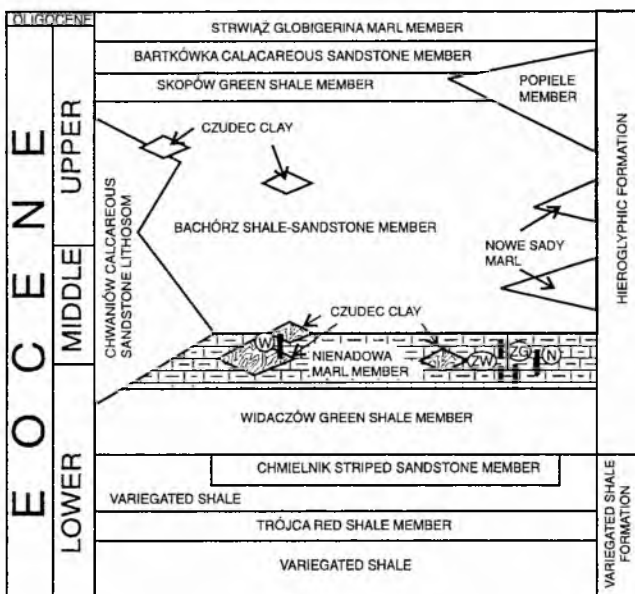 OLIGOCENE
STRWIĄŻ GLOBIGERINA MARL MEMBER
BARTKÓWKA CALACAREOUS SANDSTONE MEMBER
SKOPÓW GREEN SHALE MEMBER
POPIELE
MEMBER
CZUDEC CLAY
BACHÓRZ SHALE-SANDSTONE MEMBER
NOWE SADY
MARL
CHWANIÓW CALCAREOUS
SANDSTONE LITHOSOM
CZUDEC CLAY
W
NIENADOWA
MARL MEMBER
ZW
ZG
N
WIDACZÓW GREEN SHALE MEMBER
CHMIELNIK STRIPED SANDSTONE MEMBER
VARIEGATED SHALE
TRÓJCA RED SHALE MEMBER
VARIEGATED SHALE
EOCENE
UPPER
MIDDLE
LOWER
HIEROGLYPHIC FORMATION
VARIEGATED SHALE
FORMATION